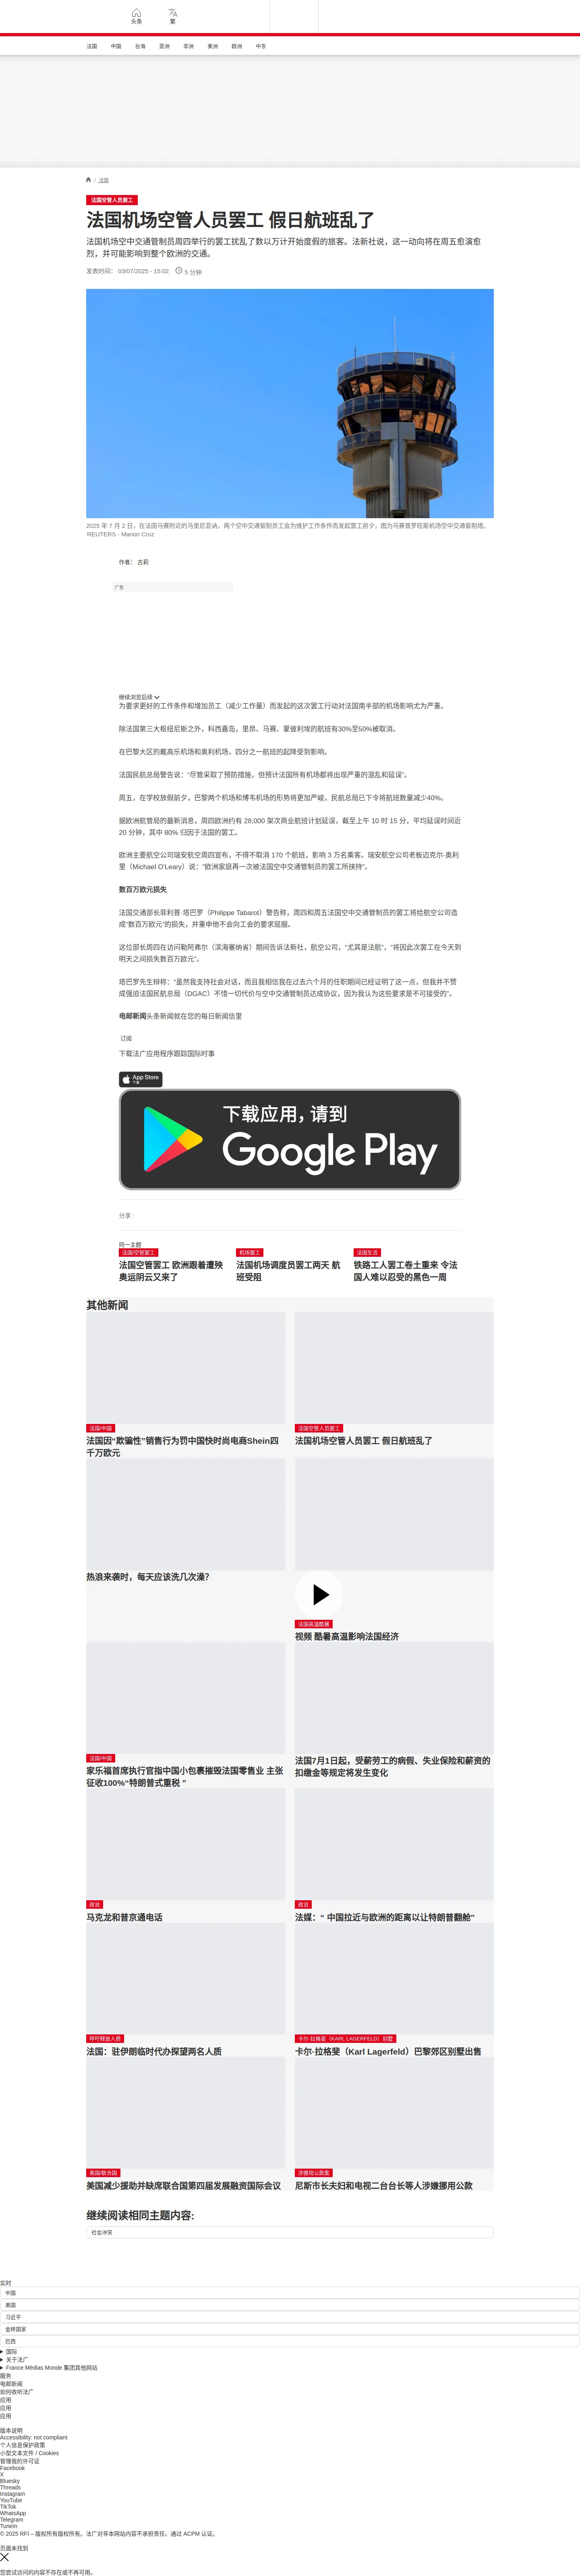 头条
繁
法国 中国 台海 亚洲 非洲 美洲 欧洲 中东
/ 法国
法国空管人员罢工
法国机场空管人员罢工 假日航班乱了
法国机场空中交通管制员周四举行的罢工扰乱了数以万计开始度假的旅客。法新社说，这一动向将在周五愈演愈
烈，并可能影响到整个欧洲的交通。
发表时间： 03/07/2025 - 15:02 5 分钟
2025 年 7 月 2 日，在法国马赛附近的马里尼亚讷，两个空中交通管制员工会为维护工作条件而发起罢工前夕，图为马赛普罗旺斯机场空中交通管制塔。
REUTERS - Manon Cruz
作者： 古莉
广告
继续浏览后续
为要求更好的工作条件和增加员工（减少工作量）而发起的这次罢工行动对法国南半部的机场影响尤为严重。
除法国第三大枢纽尼斯之外，科西嘉岛，里昂、马赛、蒙彼利埃的航班有30%至50%被取消。
在巴黎大区的戴高乐机场和奥利机场，四分之一航班的起降受到影响。
法国民航总局警告说：“尽管采取了预防措施，但预计法国所有机场都将出现严重的混乱和延误”。
周五，在学校放假前夕，巴黎两个机场和博韦机场的形势将更加严峻，民航总局已下令将航班数量减少40%。
据欧洲航管局的最新消息，周四欧洲约有 28,000 架次商业航班计划延误，截至上午 10 时 15 分，平均延误时间近
20 分钟，其中 80% 归因于法国的罢工。
欧洲主要航空公司瑞安航空周四宣布，不得不取消 170 个航班，影响 3 万名乘客。瑞安航空公司老板迈克尔-奥利
里（Michael O'Leary）说："欧洲家庭再一次被法国空中交通管制员的罢工所挟持"。
数百万欧元损失
法国交通部长菲利普·塔巴罗（Philippe Tabarot）警告称，周四和周五法国空中交通管制员的罢工将给航空公司造
成“数百万欧元”的损失，并重申他不会向工会的要求屈服。
这位部长周四在访问勒阿弗尔（滨海塞纳省）期间告诉法新社，航空公司，“尤其是法航”，“将因此次罢工在今天到
明天之间损失数百万欧元”。
塔巴罗先生辩称：“虽然我支持社会对话，而且我相信我在过去六个月的任职期间已经证明了这一点，但我并不赞
成强迫法国民航总局（DGAC）不惜一切代价与空中交通管制员达成协议，因为我认为这些要求是不可接受的”。
电邮新闻头条新闻就在您的每日新闻信里
订阅
下载法广应用程序跟踪国际时事
App Store
下载
下载应用，请到
Google Play
分享 :
同一主题
法国/空管罢工
法国空管罢工 欧洲跟着遭殃
奥运阴云又来了
机场罢工
法国机场调度员罢工两天 航
班受阻
法国生活
铁路工人罢工卷土重来 令法
国人难以忍受的黑色一周
其他新闻
法国/中国
法国因“欺骗性”销售行为罚中国快时尚电商Shein四
千万欧元
法国空管人员罢工
法国机场空管人员罢工 假日航班乱了
热浪来袭时，每天应该洗几次澡？
法国高温酷暑
视频 酷暑高温影响法国经济
法国/中国
家乐福首席执行官指中国小包裹摧毁法国零售业 主张
征收100%“特朗普式重税 ”
法国7月1日起，受薪劳工的病假、失业保险和薪资的
扣缴金等规定将发生变化
政治
马克龙和普京通电话
政治
法媒：“ 中国拉近与欧洲的距离以让特朗普翻舱”
呼吁释放人质
法国：驻伊朗临时代办探望两名人质
卡尔·拉格斐（KARL LAGERFELD）别墅
卡尔·拉格斐（Karl Lagerfeld）巴黎郊区别墅出售
美国/联合国
美国减少援助并缺席联合国第四届发展融资国际会议
涉挪用公款案
尼斯市长夫妇和电视二台台长等人涉嫌挪用公款
继续阅读相同主题内容:
社会冲突
实时
中国
美国
习近平
金砖国家
巴西
国际
关于法广
France Médias Monde 集团其他网站
服务
电邮新闻
如何收听法广
应用
应用
应用
版本说明
Accessibility: not compliant
个人信息保护政策
小型文本文件 / Cookies
管理我的许可证
Facebook
X
Bluesky
Threads
Instagram
YouTube
TikTok
WhatsApp
Telegram
TuneIn
© 2025 RFI – 版权所有版权所有。法广对非本网站内容不承担责任。通过 ACPM 认证。
页面未找到
您尝试访问的内容不存在或不再可用。